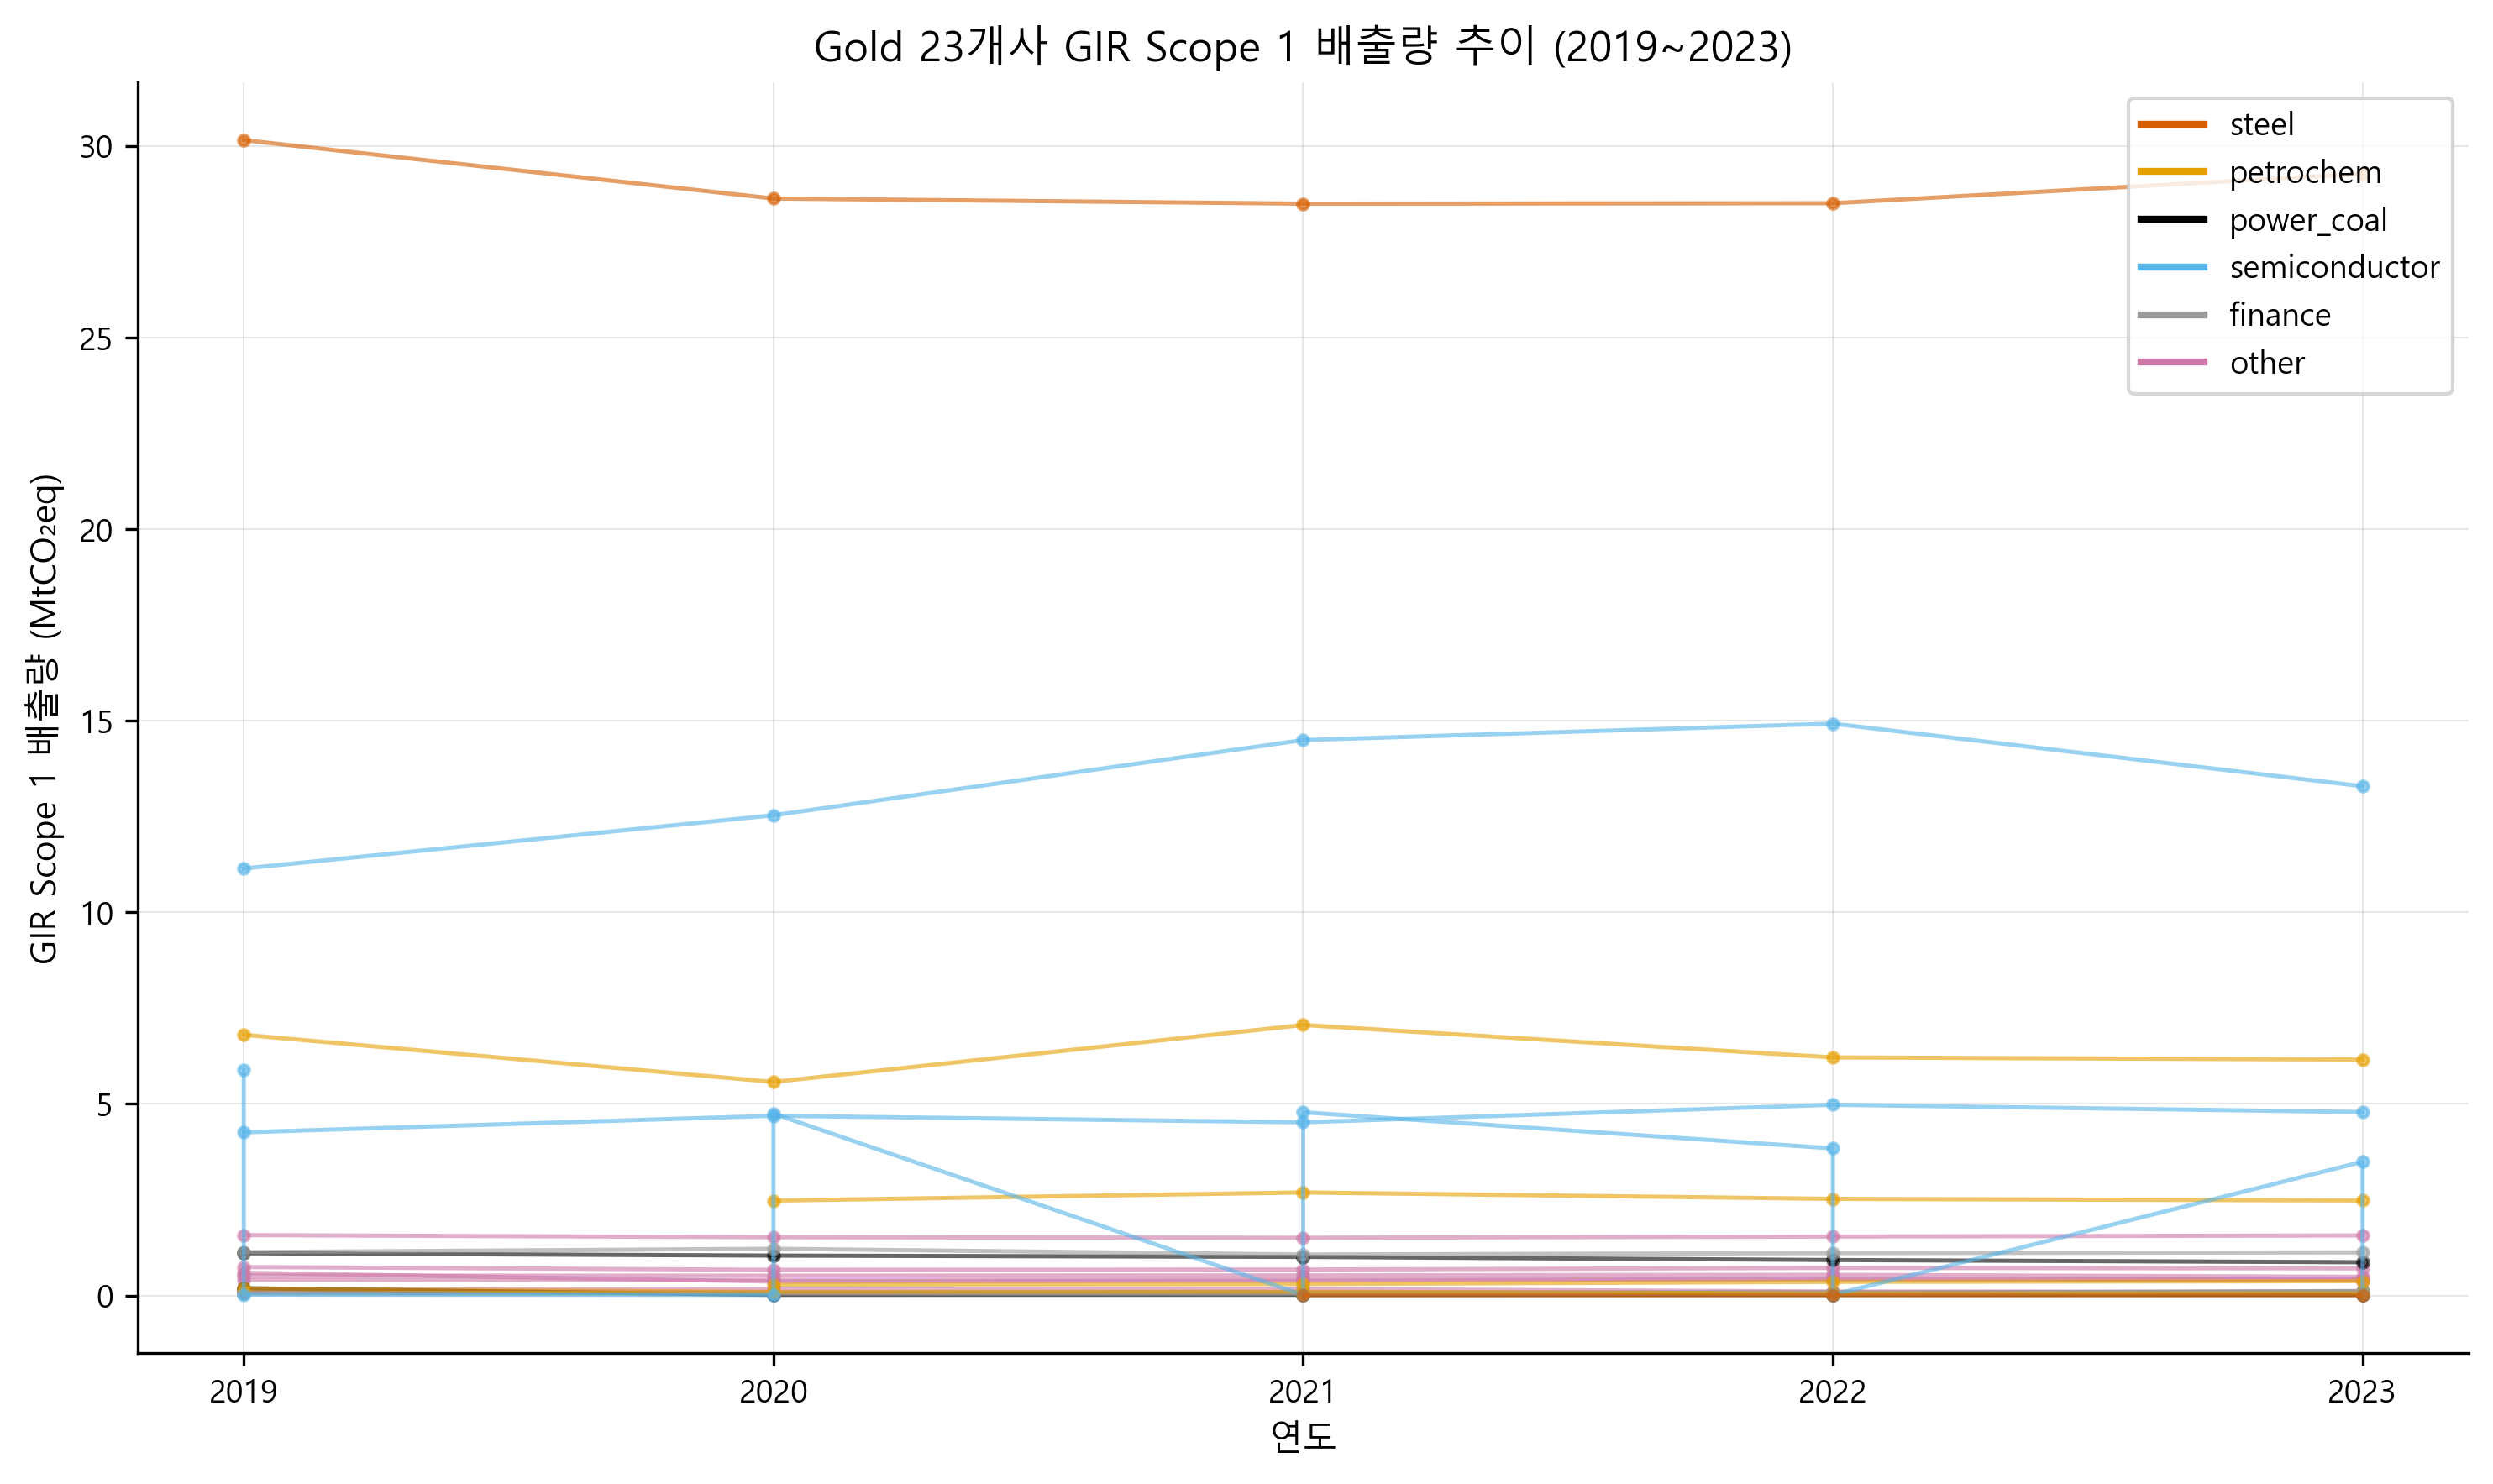 Gold 23개사 GIR Scope 1 배출량 추이 (2019~2023)
GIR Scope 1 배출량 (MtCO₂eq)
30
25
20
15
10
5
0
steel
petrochem
power_coal
semiconductor
finance
other
2019
2020
2021
2022
2023
연도